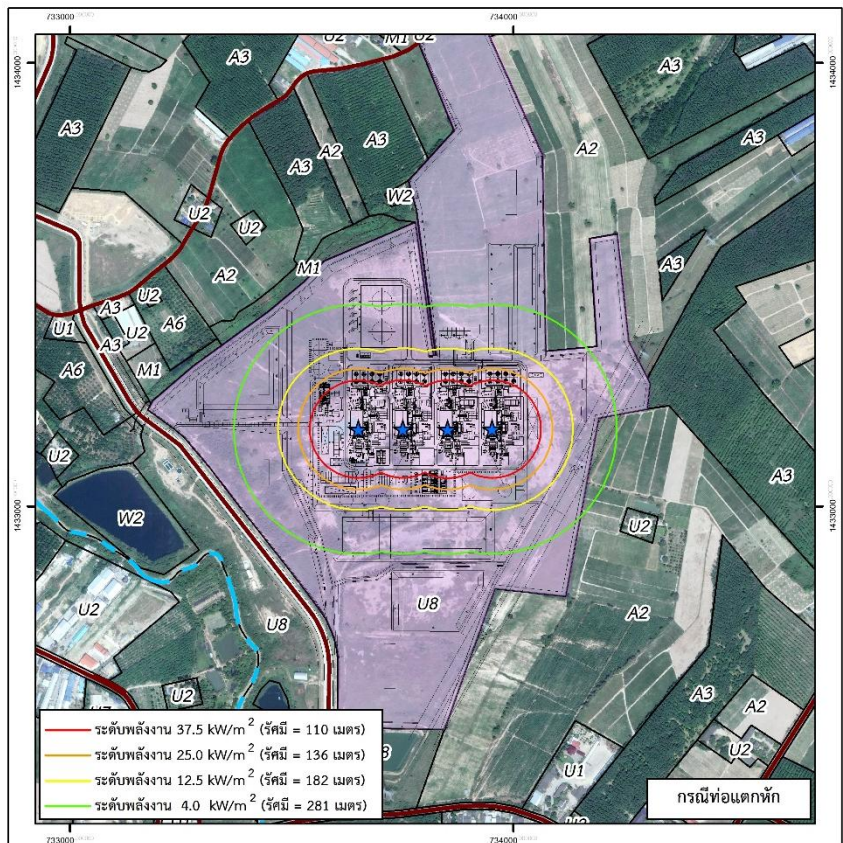 733000
734000
1434000
1434000
U2
M1
U2
A3
A3
A3
A3
A2
A3
A3
A2
W2
U2
U2
A2
M1
A3
U2
A3
U2
A6
U1
A3
M1
A6
A3
U2
1433000
1433000
W2
U2
U2
U8
U8
A2
U2
A3
A2
U2
U1
ระดับพลังงาน 37.5 kW/m² (รัศมี = 110 เมตร)
ระดับพลังงาน 25.0 kW/m² (รัศมี = 136 เมตร)
ระดับพลังงาน 12.5 kW/m² (รัศมี = 182 เมตร)
ระดับพลังงาน 4.0 kW/m² (รัศมี = 281 เมตร)
กรณีท่อแตกหัก
733000
734000